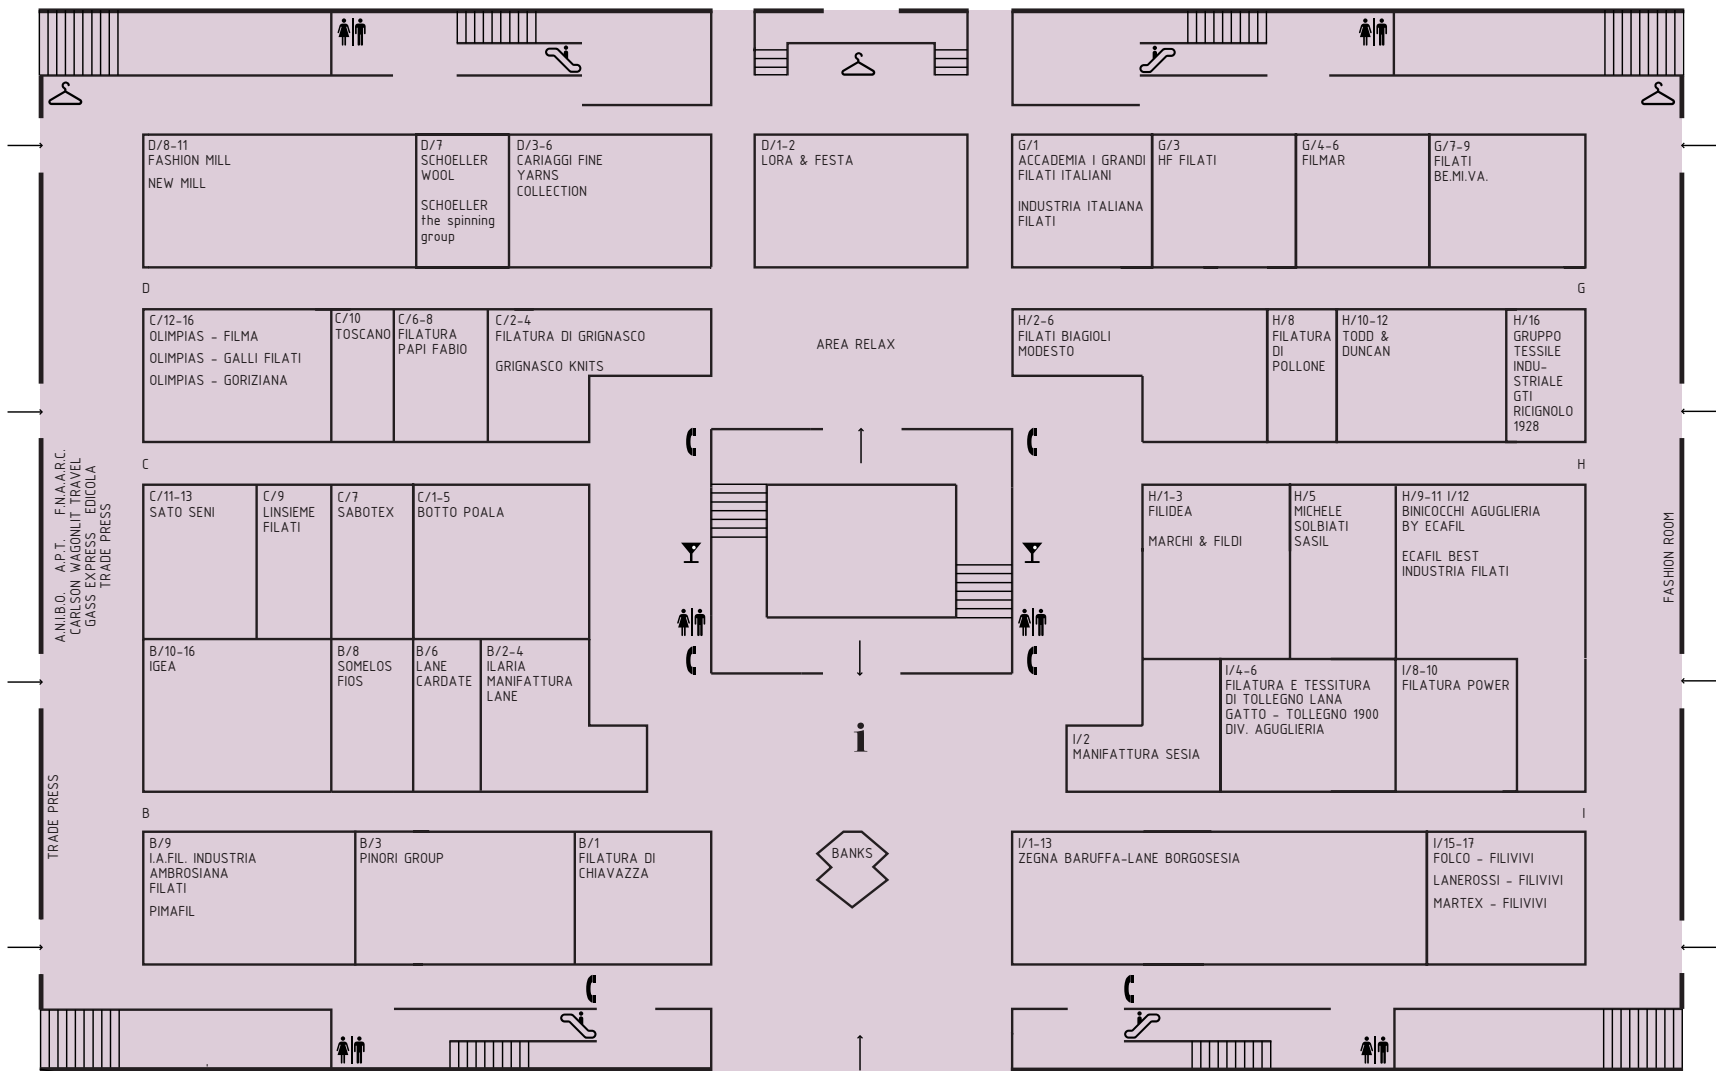 D/8-11
FASHION MILL
NEW MILL
D/7
SCHOELLER
WOOL
SCHOELLER
the spinning
group
D/3-6
CARIAGGI FINE
YARNS
COLLECTION
D/1-2
LORA & FESTA
G/1
ACCADEMIA I GRANDI
FILATI ITALIANI
INDUSTRIA ITALIANA
FILATI
G/3
HF FILATI
G/4-6
FILMAR
G/7-9
FILATI
BE.MI.VA.
D
G
C/12-16
OLIMPIAS - FILMA
OLIMPIAS - GALLI FILATI
OLIMPIAS - GORIZIANA
C/10
TOSCANO
C/6-8
FILATURA
PAPI FABIO
C/2-4
FILATURA DI GRIGNASCO
GRIGNASCO KNITS
AREA RELAX
H/2-6
FILATI BIAGIOLI
MODESTO
H/8
FILATURA
DI
POLLONE
H/10-12
TODD &
DUNCAN
H/16
GRUPPO
TESSILE
INDU-
STRIALE
GTI
RICIGNOLO
1928
C
H
A.N.I.B.O. A.P.T. F.N.A.A.R.C.
CARLSON WAGONLIT TRAVEL
GASS EXPRESS EDICOLA
TRADE PRESS
C/11-13
SATO SENI
C/9
LINSIEME
FILATI
C/7
SABOTEX
C/1-5
BOTTO POALA
H/1-3
FILIDEA
MARCHI & FILDI
H/5
MICHELE
SOLBIATI
SASIL
H/9-11 I/12
BINICOCCHI AGUGLIERIA
BY ECAFIL
ECAFIL BEST
INDUSTRIA FILATI
FASHION ROOM
B/10-16
IGEA
B/8
SOMELOS
FIOS
B/6
LANE
CARDATE
B/2-4
ILARIA
MANIFATTURA
LANE
i
I/2
MANIFATTURA SESIA
I/4-6
FILATURA E TESSITURA
DI TOLLEGNO LANA
GATTO - TOLLEGNO 1900
DIV. AGUGLIERIA
I/8-10
FILATURA POWER
TRADE PRESS
B
I
B/9
I.A.FIL. INDUSTRIA
AMBROSIANA
FILATI
PIMAFIL
B/3
PINORI GROUP
B/1
FILATURA DI
CHIAVAZZA
BANKS
I/1-13
ZEGNA BARUFFA-LANE BORGOSESIA
I/15-17
FOLCO - FILIVIVI
LANEROSSI - FILIVIVI
MARTEX - FILIVIVI